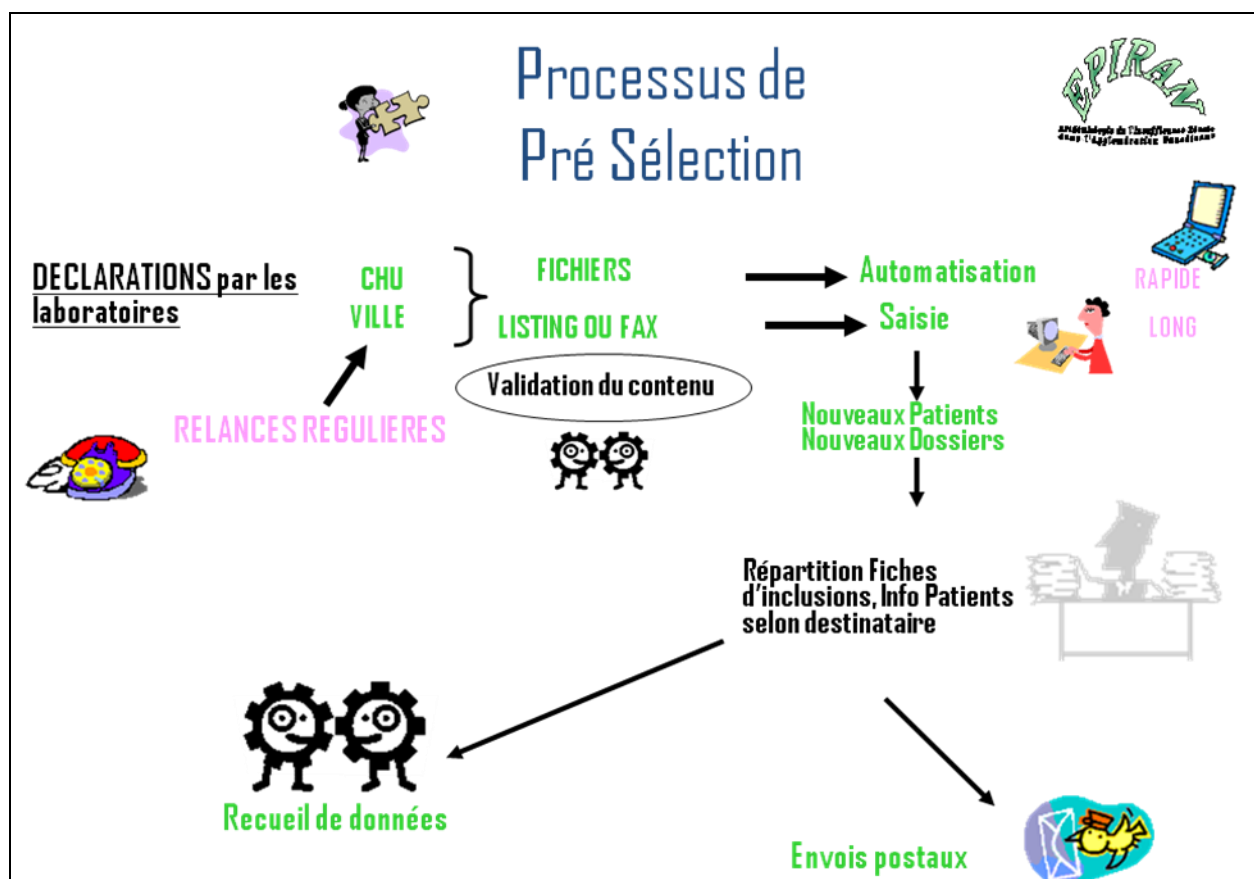 Processus de
Pré Sélection
EPIRAN
DECLARATIONS par les
laboratoires
CHU
VILLE
FICHIERS
LISTING OU FAX
Automatisation
Saisie
RAPIDE
LONG
Validation du contenu
RELANCES REGULIERES
Nouveaux Patients
Nouveaux Dossiers
Répartition Fiches
d'inclusions, Info Patients
selon destinataire
Recueil de données
Envois postaux